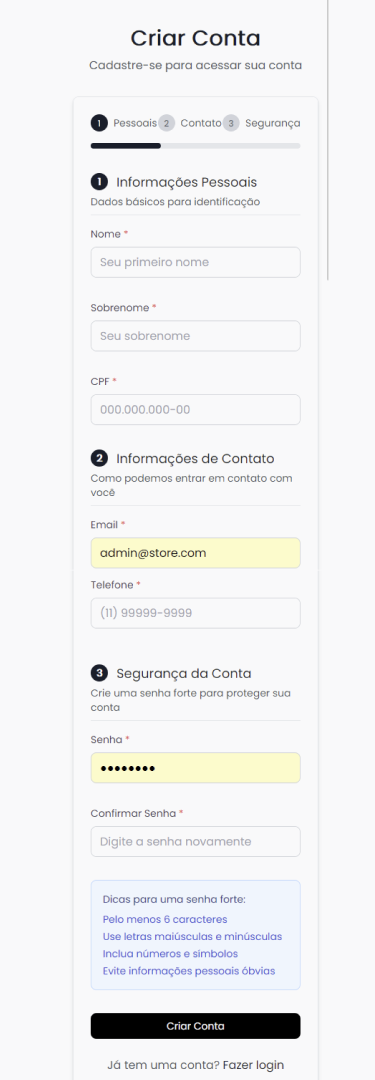 Criar Conta
Cadastre-se para acessar sua conta
1 Pessoais 2 Contato 3 Segurança
1 Informações Pessoais
Dados básicos para identificação
Nome *
Seu primeiro nome
Sobrenome *
Seu sobrenome
CPF *
000.000.000-00
2 Informações de Contato
Como podemos entrar em contato com
você
Email *
admin@store.com
Telefone *
(11) 99999-9999
3 Segurança da Conta
Crie uma senha forte para proteger sua
conta
Senha *
••••••••
Confirmar Senha *
Digite a senha novamente
Dicas para uma senha forte:
Pelo menos 6 caracteres
Use letras maiúsculas e minúsculas
Inclua números e símbolos
Evite informações pessoais óbvias
Criar Conta
Já tem uma conta? Fazer login